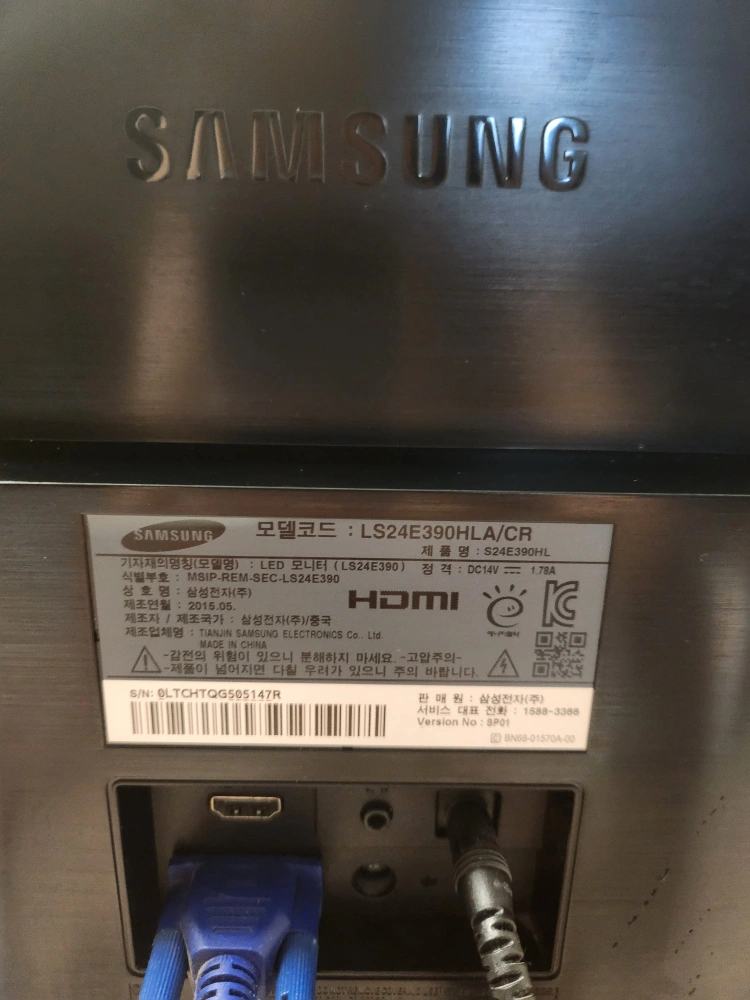 SAMSUNG
SAMSUNG 모델코드 : LS24E390HLA/CR
제 품 명 : S24E390HL
기자재의명칭(모델명) : LED 모니터 (LS24E390) 정 격 : DC14V 1.78A
식별부호 : MSIP-REM-SEC-LS24E390
상 호 명 : 삼성전자(주)
제조연월 : 2015.05.
HDMI
제조자 / 제조국가 : 삼성전자(주)/중국
제조업체명 : TIANJIN SAMSUNG ELECTRONICS Co., Ltd.
MADE IN CHINA
-감전의 위험이 있으니 분해하지 마세요. -고압주의-
-제품이 넘어지면 다칠 우려가 있으니 주의 바랍니다.
S/N: 0LTCHTQG505147R
판 매 원 : 삼성전자(주)
서비스 대표 전화 : 1588-3366
Version No : SP01
BN68-01570A-00